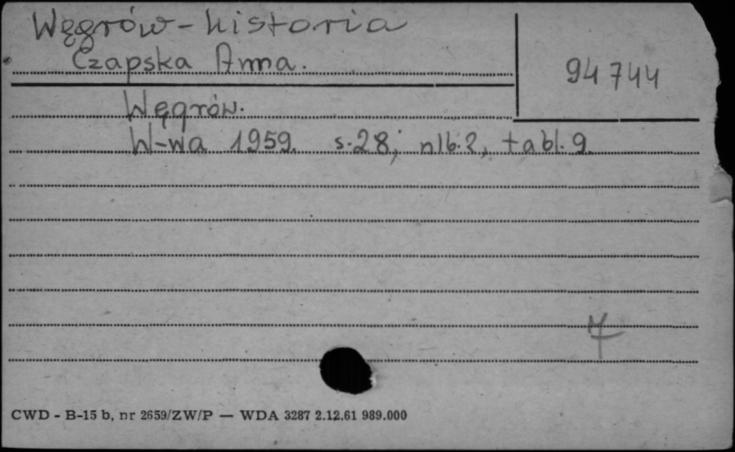 Węgrów - historia
Czapska Anna.
94744
Węgrów.
W-wa 1959. s.28, nlb.2, tabl.9.
4
CWD - B-15 b, nr 2659/ZW/P — WDA 3287 2.12.61 989.000